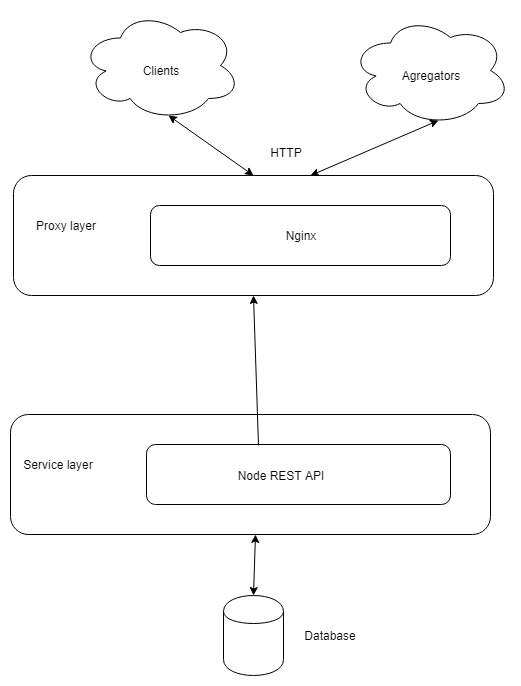 Clients
Agregators
HTTP
Proxy layer
Nginx
Service layer
Node REST API
Database